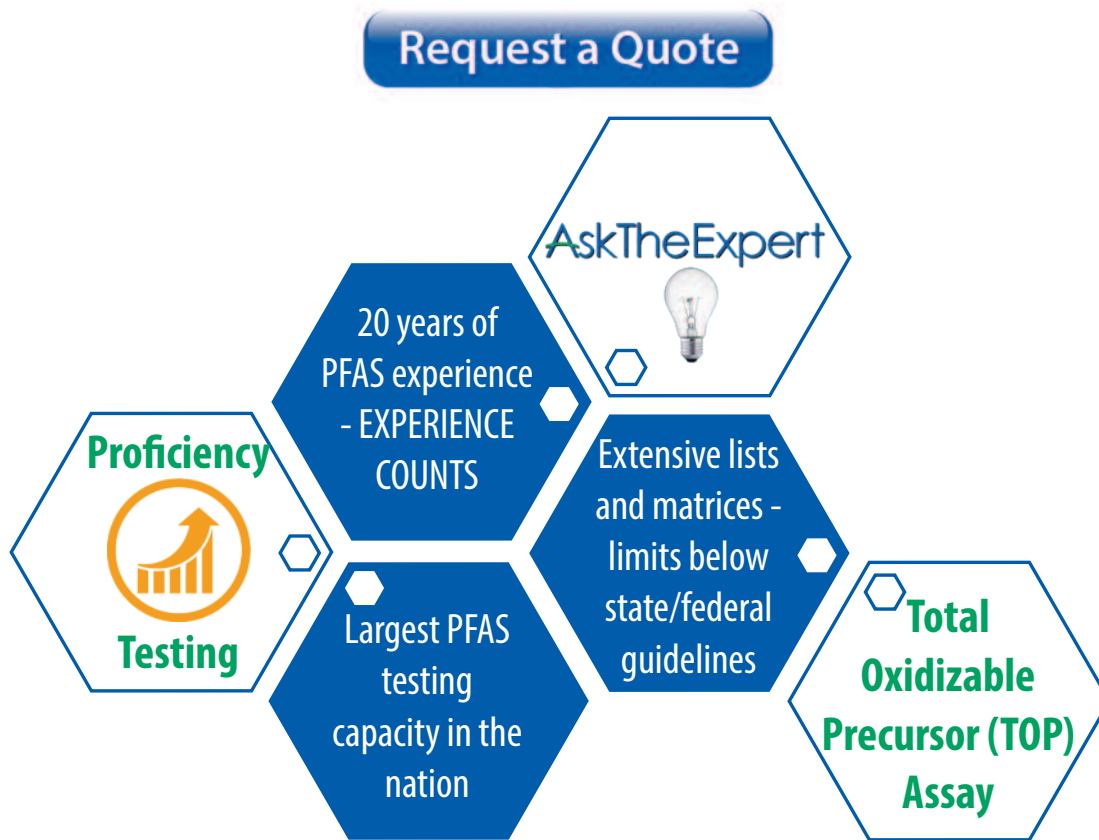 Request a Quote
AskTheExpert
20 years of
PFAS experience
- EXPERIENCE
COUNTS
Proficiency
Testing
Extensive lists
and matrices -
limits below
state/federal
guidelines
Largest PFAS
testing
capacity in the
nation
Total
Oxidizable
Precursor (TOP)
Assay